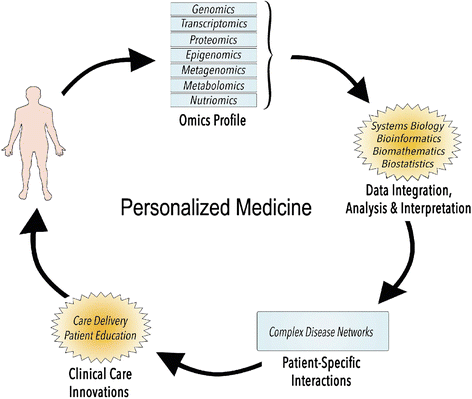 Genomics
Transcriptomics
Proteomics
Epigenomics
Metagenomics
Metabolomics
Nutriomics
Omics Profile
Systems Biology
Bioinformatics
Biomathematics
Biostatistics
Data Integration,
Analysis & Interpretation
Personalized Medicine
Complex Disease Networks
Patient-Specific
Interactions
Care Delivery
Patient Education
Clinical Care
Innovations